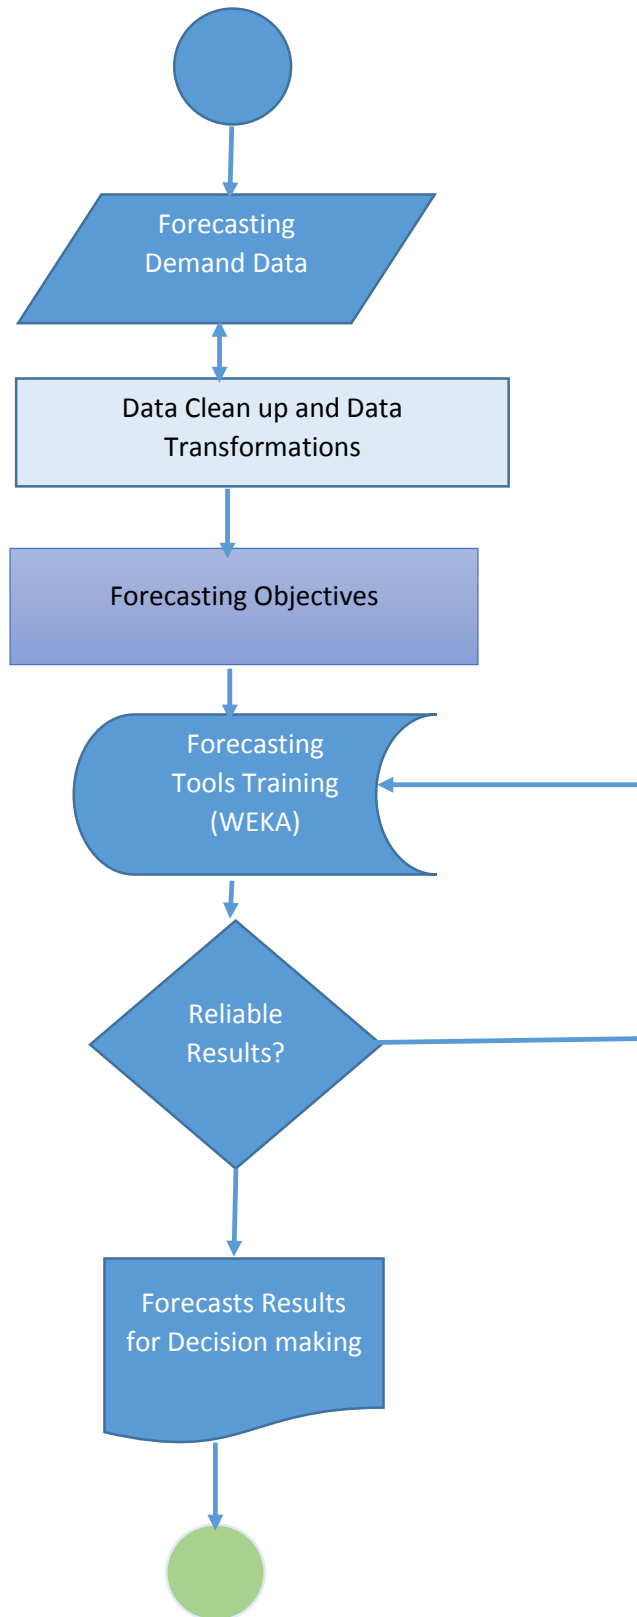 Forecasting
Demand Data
Data Clean up and Data
Transformations
Forecasting Objectives
Forecasting
Tools Training
(WEKA)
Reliable
Results?
Forecasts Results
for Decision making